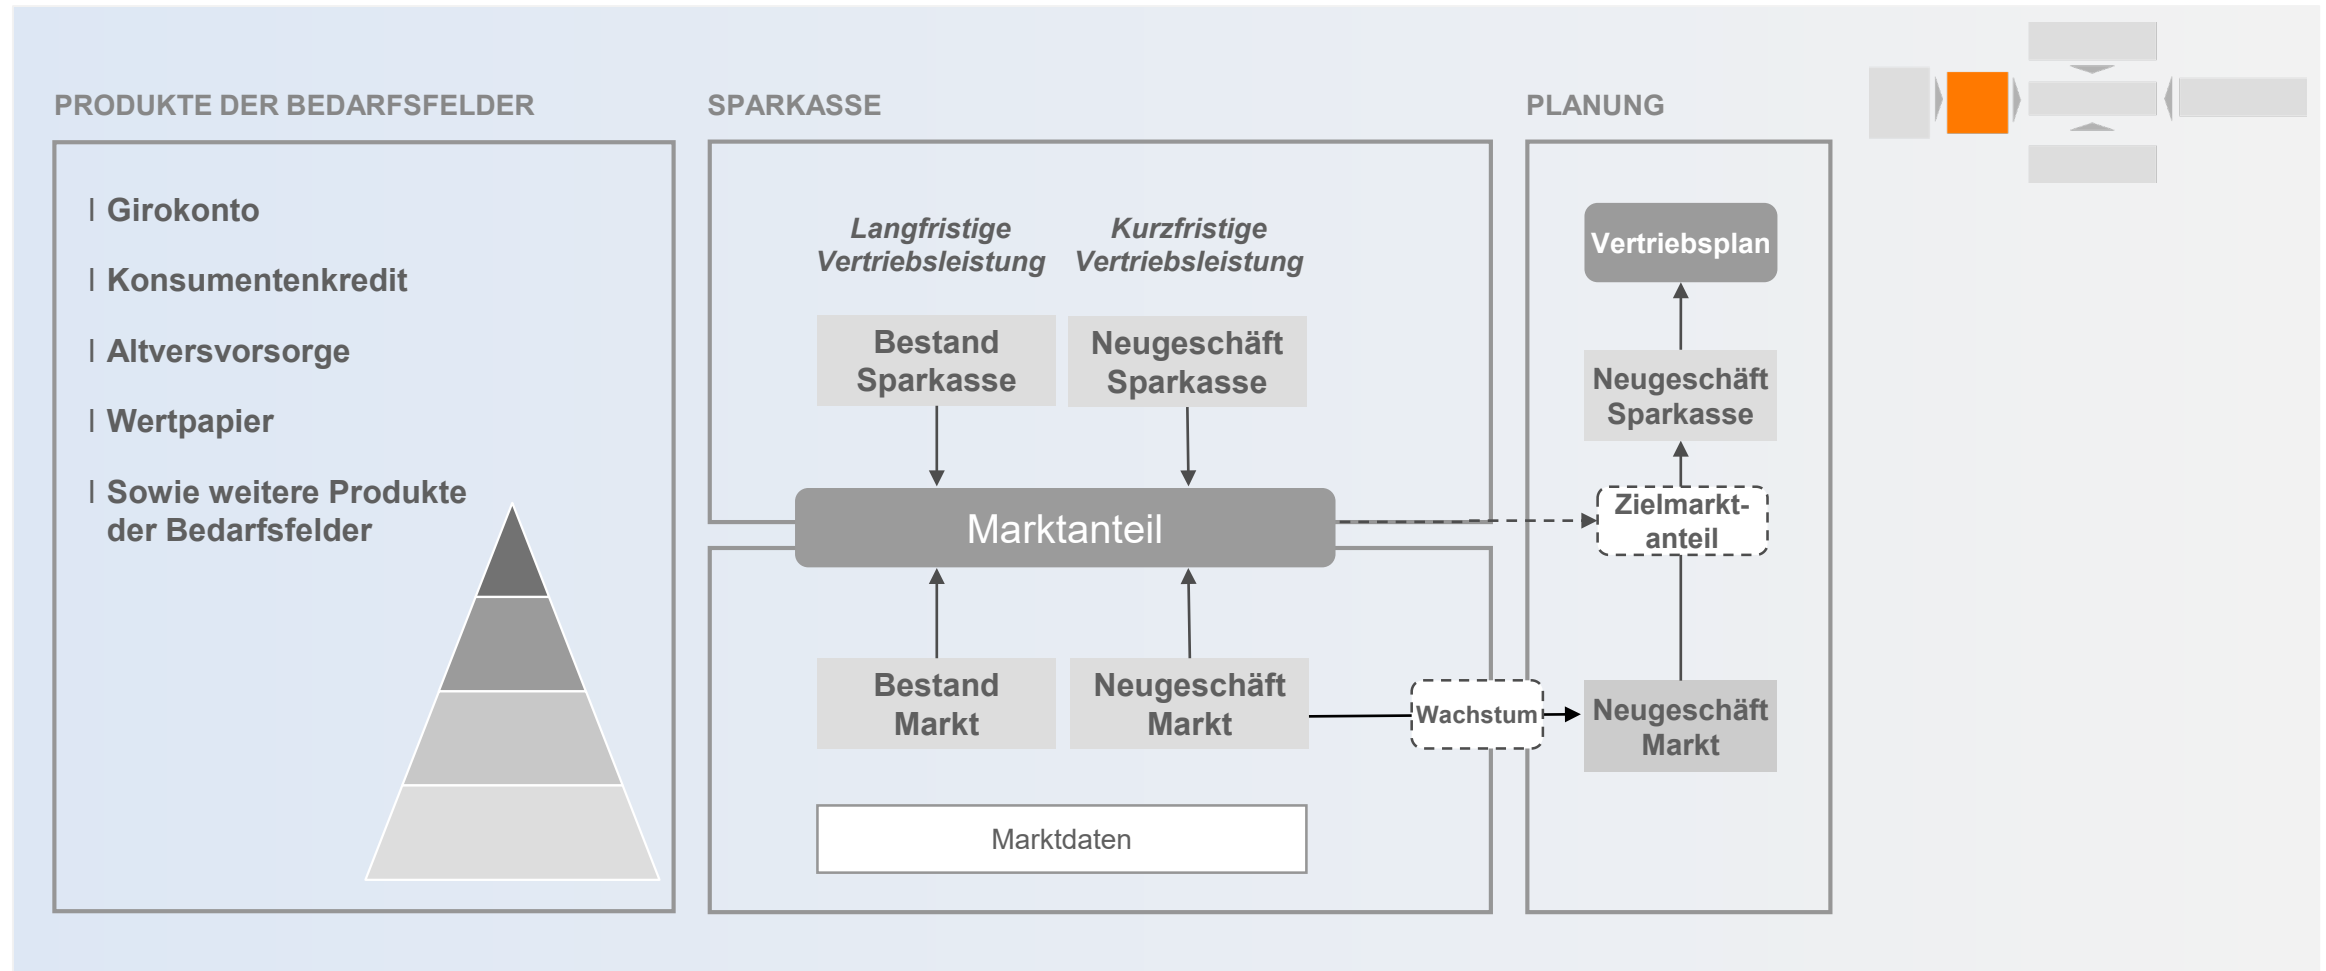 PRODUKTE DER BEDARFSFELDER
l Girokonto
l Konsumentenkredit
l Altversvorsorge
l Wertpapier
l Sowie weitere Produkte
der Bedarfsfelder
SPARKASSE
Langfristige
Vertriebsleistung
Kurzfristige
Vertriebsleistung
Bestand
Sparkasse
Neugeschäft
Sparkasse
Marktanteil
Bestand
Markt
Neugeschäft
Markt
Marktdaten
Wachstum
PLANUNG
Vertriebsplan
Neugeschäft
Sparkasse
Zielmarkt-
anteil
Neugeschäft
Markt